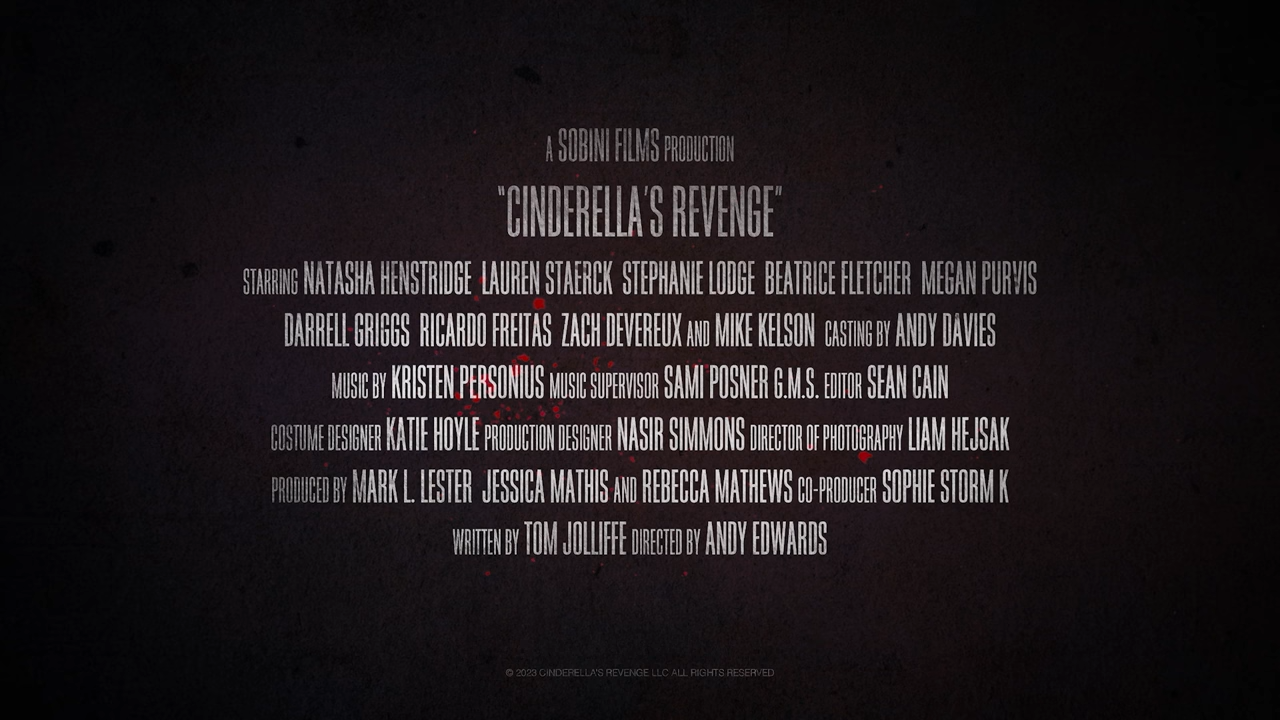 A SOBINI FILMS PRODUCTION
"CINDERELLA'S REVENGE"
STARRING NATASHA HENSTRIDGE LAUREN STAERCK STEPHANIE LODGE BEATRICE FLETCHER MEGAN PURVIS
DARRELL GRIGGS RICARDO FREITAS ZACH DEVEREUX AND MIKE KELSON CASTING BY ANDY DAVIES
MUSIC BY KRISTEN PERSONIUS MUSIC SUPERVISOR SAMI POSNER G.M.S. EDITOR SEAN CAIN
COSTUME DESIGNER KATIE HOYLE PRODUCTION DESIGNER NASIR SIMMONS DIRECTOR OF PHOTOGRAPHY LIAM HEJSAK
PRODUCED BY MARK L. LESTER JESSICA MATHIS AND REBECCA MATHEWS CO-PRODUCER SOPHIE STORM K
WRITTEN BY TOM JOLLIFFE DIRECTED BY ANDY EDWARDS
© 2023 CINDERELLA'S REVENGE LLC ALL RIGHTS RESERVED